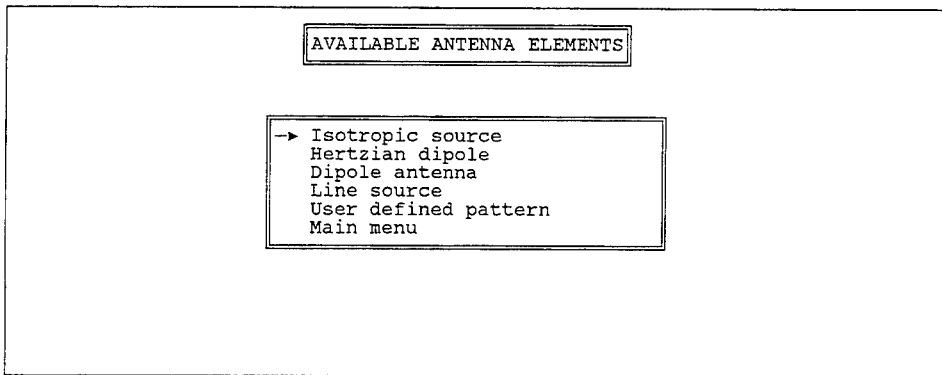 AVAILABLE ANTENNA ELEMENTS
Isotropic source
Hertzian dipole
Dipole antenna
Line source
User defined pattern
Main menu